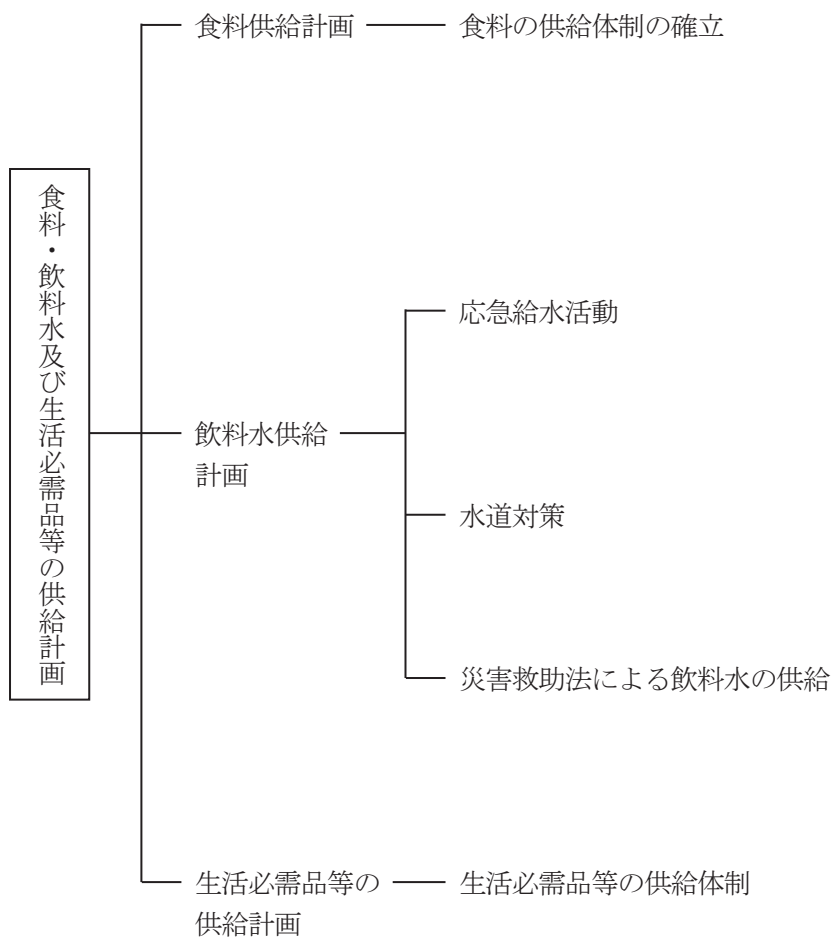 食料・飲料水及び生活必需品等の供給計画
食料供給計画
食料の供給体制の確立
飲料水供給
計画
応急給水活動
水道対策
災害救助法による飲料水の供給
生活必需品等の
供給計画
生活必需品等の供給体制